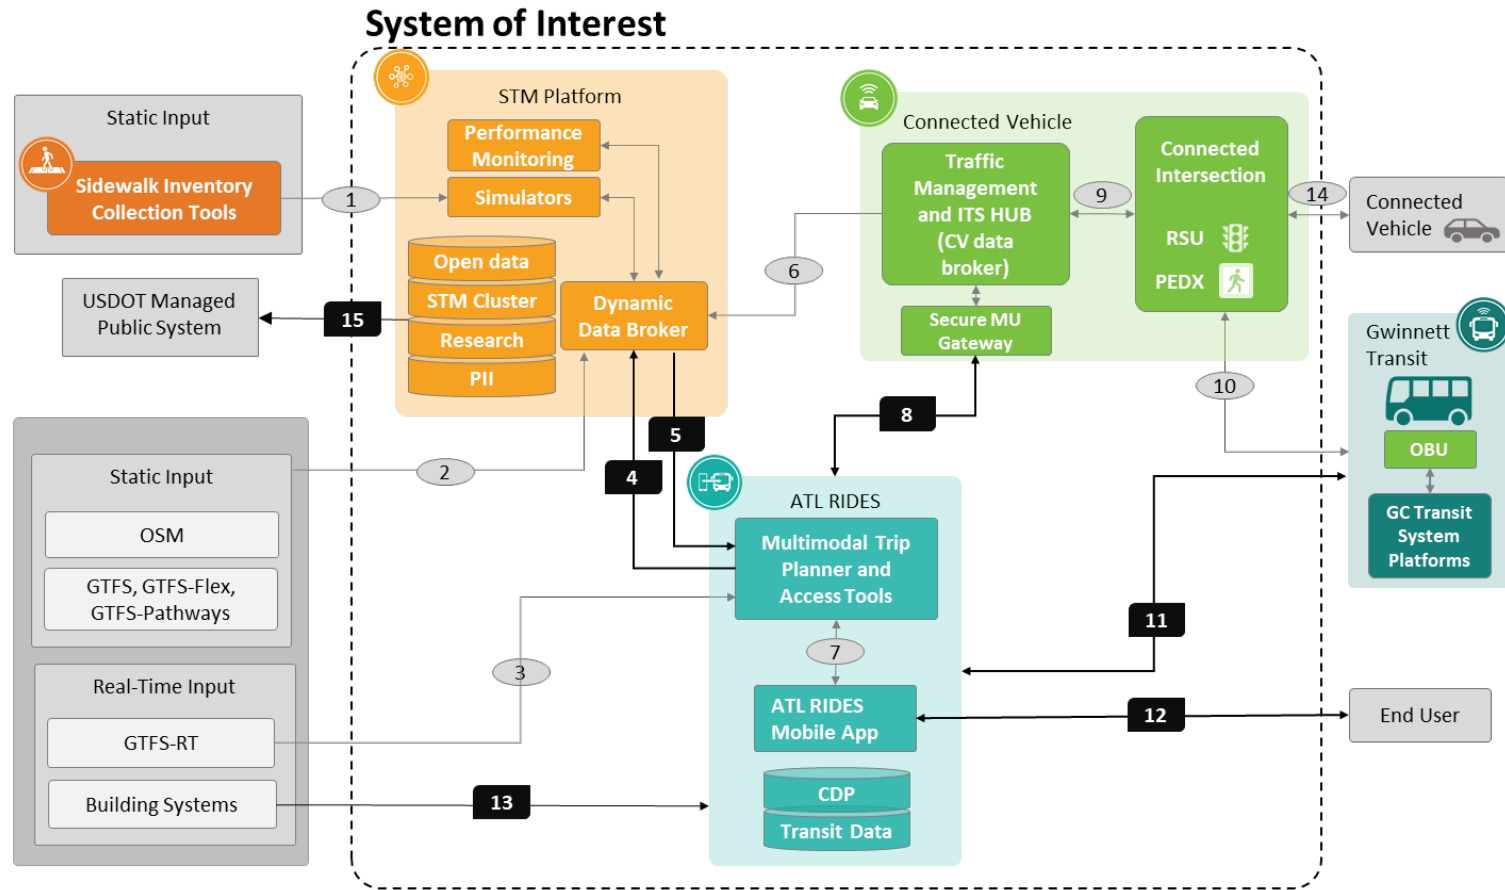 System of Interest
Static Input
Sidewalk Inventory
Collection Tools
1
USDOT Managed
Public System
15
STM Platform
Performance
Monitoring
Simulators
Open data
STM Cluster
Research
PII
Dynamic
Data Broker
6
Connected Vehicle
Traffic
Management
and ITS HUB
(CV data
broker)
Secure MU
Gateway
9
Connected
Intersection
RSU
PEDX
14
Connected
Vehicle
10
Gwinnett
Transit
OBU
GC Transit
System
Platforms
8
5
4
2
Static Input
OSM
GTFS, GTFS-Flex,
GTFS-Pathways
3
Real-Time Input
GTFS-RT
Building Systems
13
ATL RIDES
Multimodal Trip
Planner and
Access Tools
7
ATL RIDES
Mobile App
CDP
Transit Data
11
12
End User